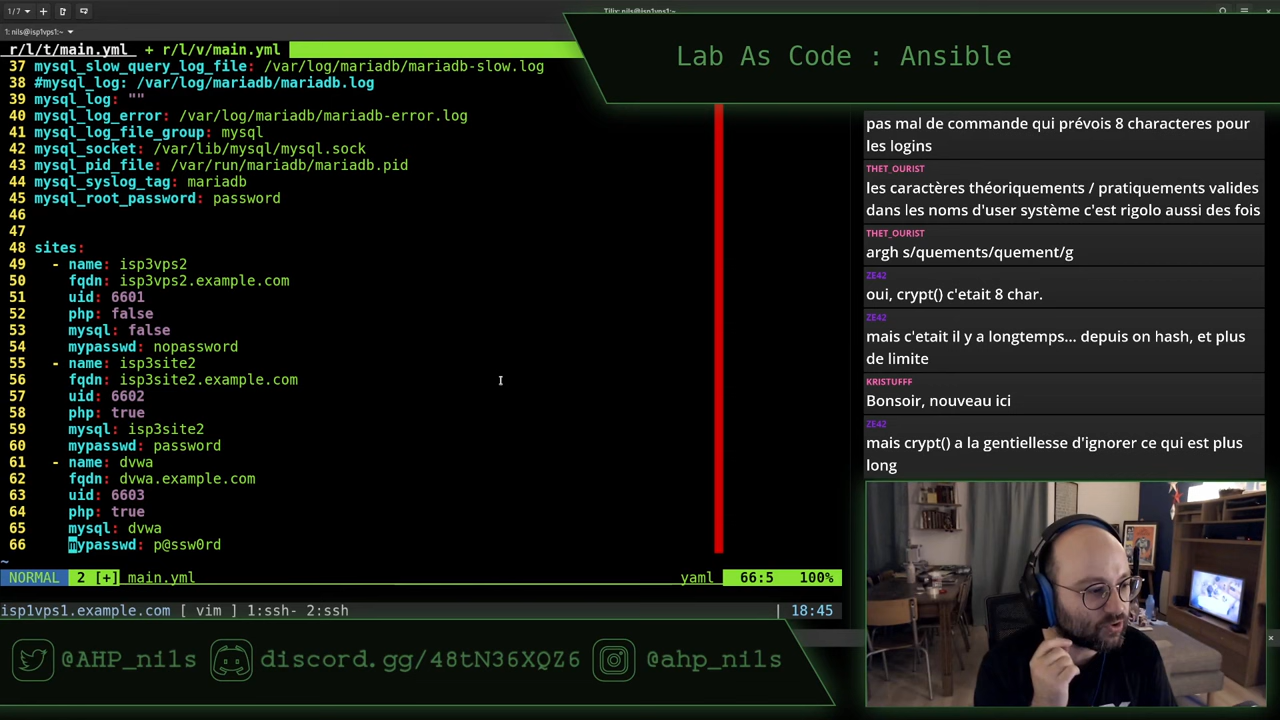 1/7
Tilix: nils@isp1vps1:~
1: nils@isp1vps1:~
r/l/t/main.yml + r/l/v/main.yml
Lab As Code : Ansible
37 mysql_slow_query_log_file: /var/log/mariadb/mariadb-slow.log
38 #mysql_log: /var/log/mariadb/mariadb.log
39 mysql_log: ""
40 mysql_log_error: /var/log/mariadb/mariadb-error.log
41 mysql_log_file_group: mysql
42 mysql_socket: /var/lib/mysql/mysql.sock
43 mysql_pid_file: /var/run/mariadb/mariadb.pid
44 mysql_syslog_tag: mariadb
45 mysql_root_password: password
46
47
48 sites:
49   - name: isp3vps2
50     fqdn: isp3vps2.example.com
51     uid: 6601
52     php: false
53     mysql: false
54     mypasswd: nopassword
55   - name: isp3site2
56     fqdn: isp3site2.example.com
57     uid: 6602
58     php: true
59     mysql: isp3site2
60     mypasswd: password
61   - name: dvwa
62     fqdn: dvwa.example.com
63     uid: 6603
64     php: true
65     mysql: dvwa
66     mypasswd: p@ssw0rd
~
NORMAL 2 [+] main.yml yaml 66:5 100%
isp1vps1.example.com [ vim ] 1:ssh- 2:ssh | 18:45
pas mal de commande qui prévois 8 characteres pour
les logins
THET_OURIST
les caractères théoriquements / pratiquements valides
dans les noms d'user système c'est rigolo aussi des fois
THET_OURIST
argh s/quements/quement/g
ZE42
oui, crypt() c'etait 8 char.
ZE42
mais c'etait il y a longtemps... depuis on hash, et plus
de limite
KRISTUFFF
Bonsoir, nouveau ici
ZE42
mais crypt() a la gentiellesse d'ignorer ce qui est plus
long
@AHP_nils discord.gg/48tN36XQZ6 @ahp_nils